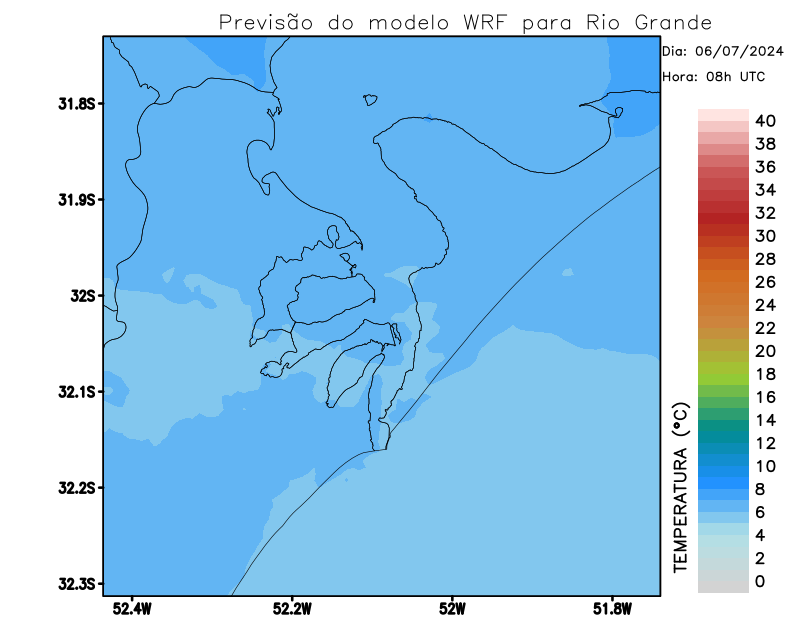 Previsão do modelo WRF para Rio Grande
Dia: 06/07/2024
Hora: 08h UTC
31.8S
31.9S
32S
32.1S
32.2S
32.3S
52.4W
52.2W
52W
51.8W
TEMPERATURA (°C)
40
38
36
34
32
30
28
26
24
22
20
18
16
14
12
10
8
6
4
2
0